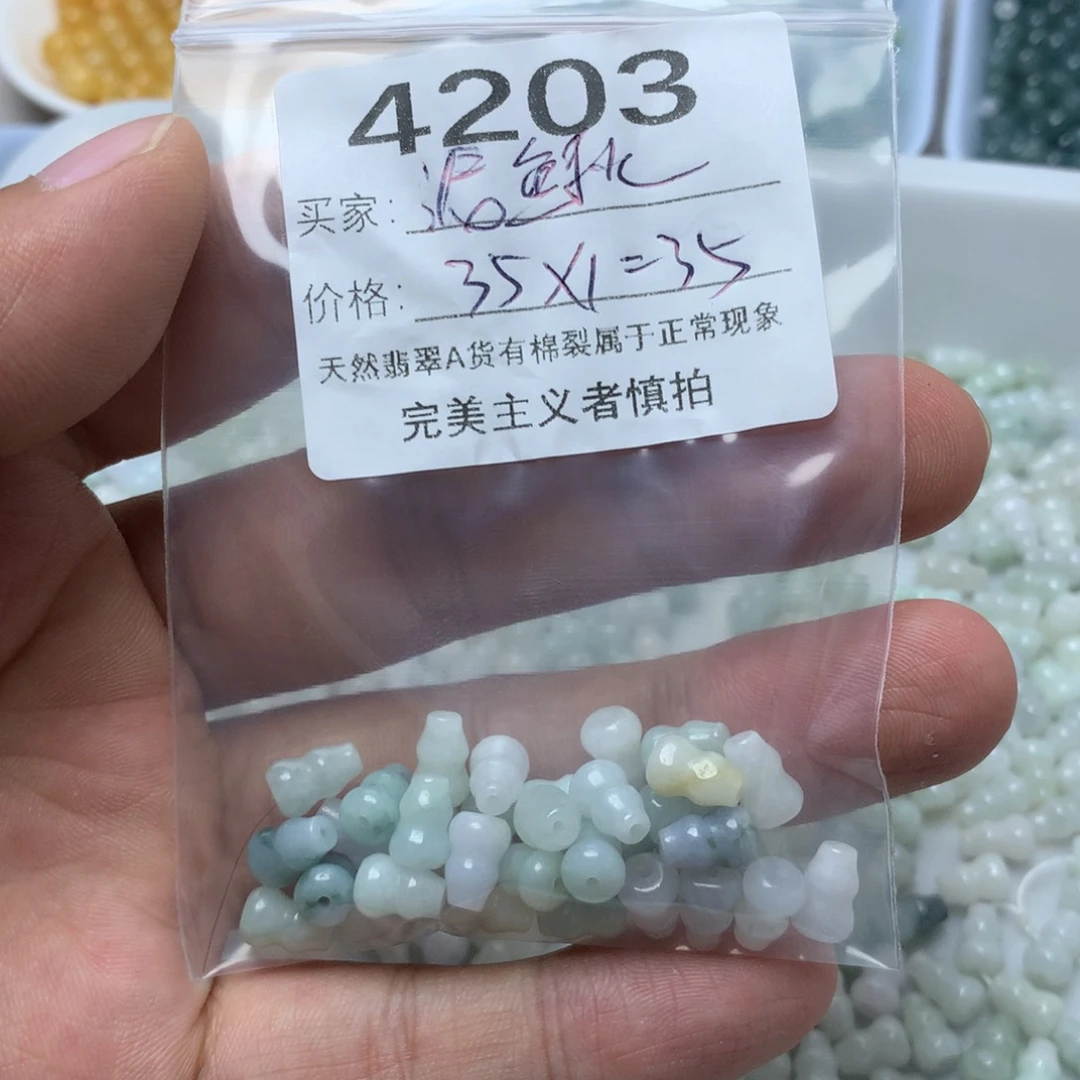 4203
买家:
价格: 35×1=35
天然翡翠A货有棉裂属于正常现象
完美主义者慎拍